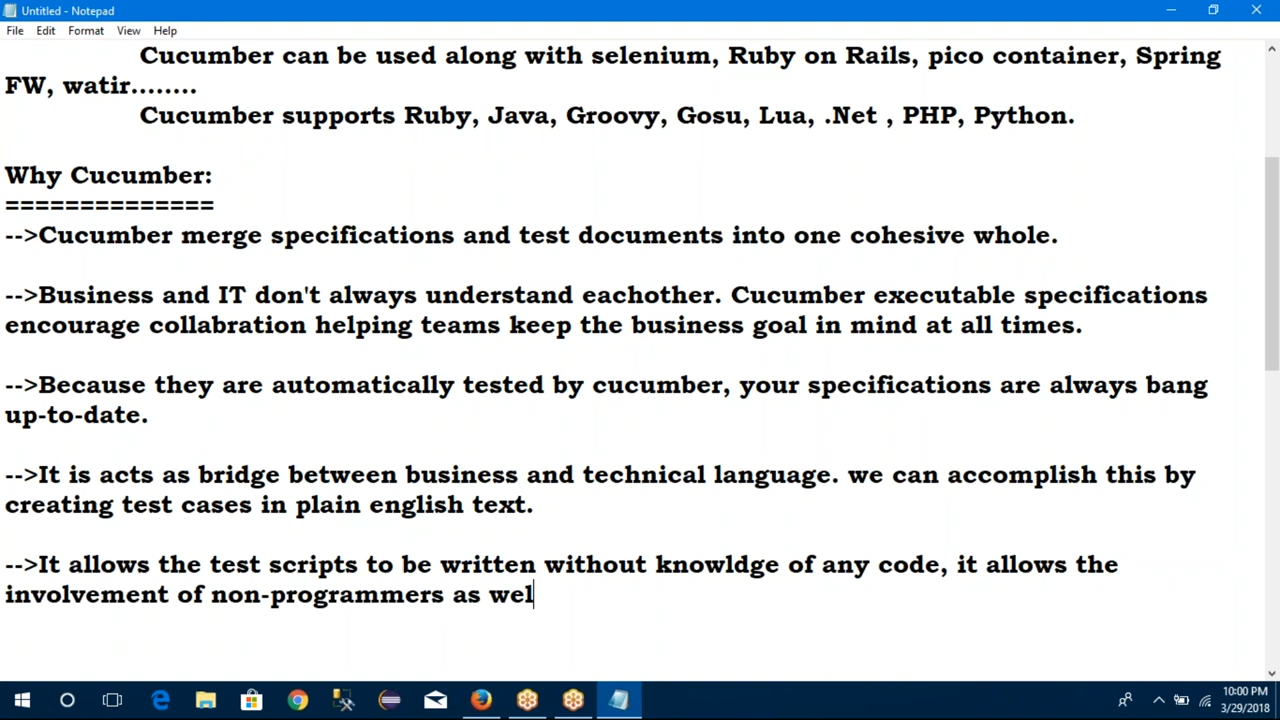 Untitled - Notepad
File Edit Format View Help
Cucumber can be used along with selenium, Ruby on Rails, pico container, Spring
FW, watir........
Cucumber supports Ruby, Java, Groovy, Gosu, Lua, .Net , PHP, Python.
Why Cucumber:
==============
-->Cucumber merge specifications and test documents into one cohesive whole.
-->Business and IT don't always understand eachother. Cucumber executable specifications
encourage collabration helping teams keep the business goal in mind at all times.
-->Because they are automatically tested by cucumber, your specifications are always bang
up-to-date.
-->It is acts as bridge between business and technical language. we can accomplish this by
creating test cases in plain english text.
-->It allows the test scripts to be written without knowldge of any code, it allows the
involvement of non-programmers as wel
10:00 PM
3/29/2018